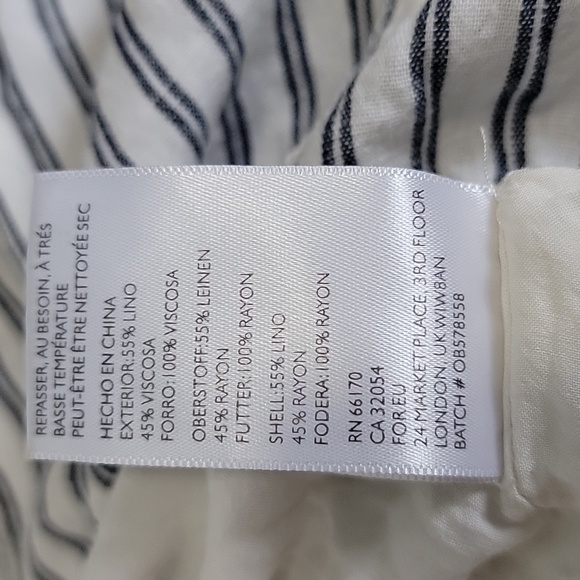 REPASSER, AU BESOIN, À TRÉS
BASSE TEMPÉRATURE
PEUT-ÊTRE ÊTRE NETTOYÉE SEC
HECHO EN CHINA
EXTERIOR:55% LINO
45% VISCOSA
FORRO:100% VISCOSA
OBERSTOFF:55% LEINEN
45% RAYON
FUTTER:100% RAYON
SHELL:55% LINO
45% RAYON
FODERA:100% RAYON
RN 66170
CA 32054
FOR EU
24 MARKET PLACE, 3RD FLOOR
LONDON, UK W1W8AN
BATCH # OB578558